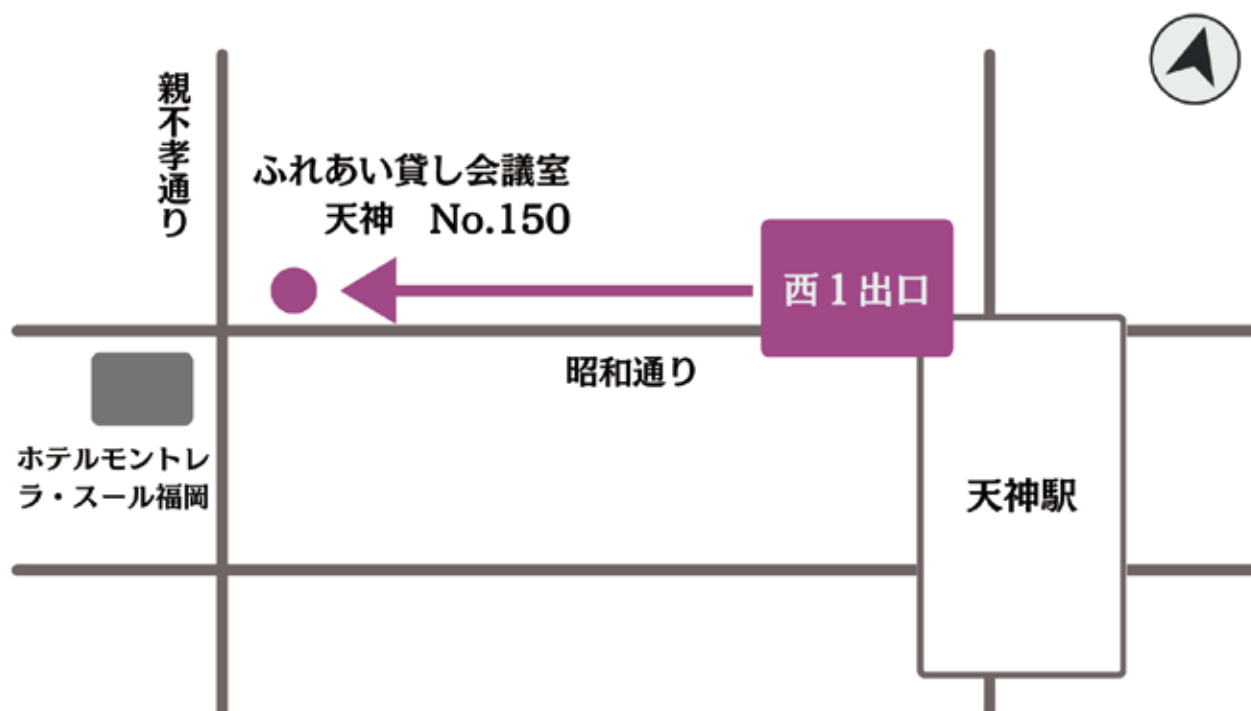 親不孝通り
ふれあい貸し会議室
天神　No.150
西1出口
昭和通り
ホテルモントレ
ラ・スール福岡
天神駅